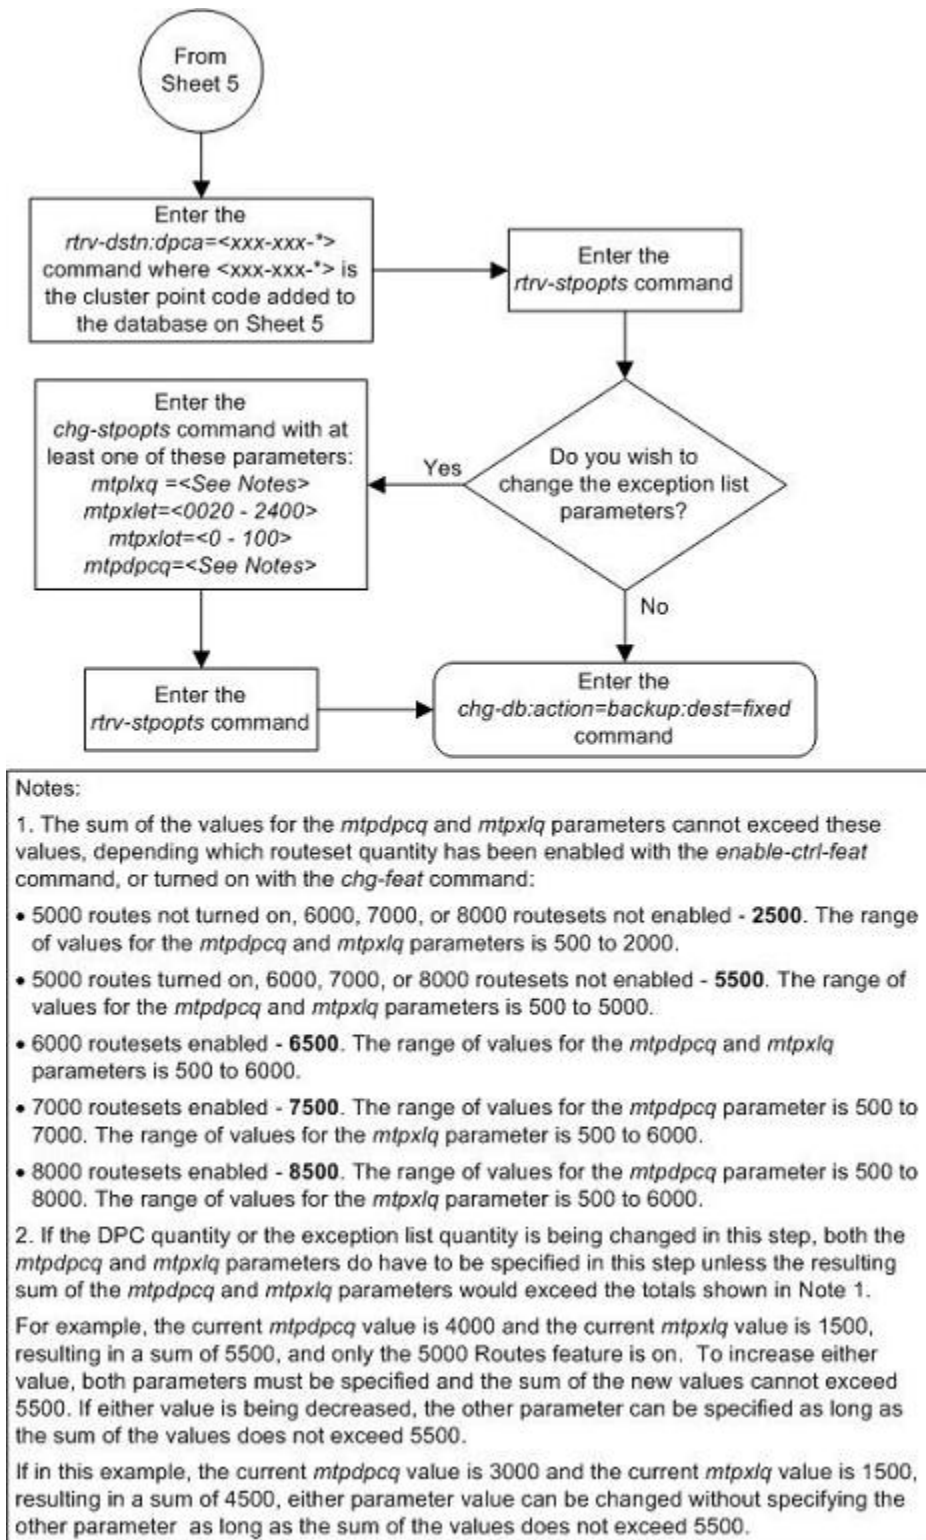 From
Sheet 5
Enter the
rtrv-dstn:dpca=<xxx-xxx-*>
command where <xxx-xxx-*> is
the cluster point code added to
the database on Sheet 5
Enter the
rtrv-stpopts command
Do you wish to
change the exception list
parameters?
Yes
Enter the
chg-stpopts command with at
least one of these parameters:
mtplxq =<See Notes>
mtpxlet=<0020 - 2400>
mtpxlot=<0 - 100>
mtpdpcq=<See Notes>
No
Enter the
rtrv-stpopts command
Enter the
chg-db:action=backup:dest=fixed
command
Notes:
1. The sum of the values for the mtpdpcq and mtpxlq parameters cannot exceed these
values, depending which routeset quantity has been enabled with the enable-ctrl-feat
command, or turned on with the chg-feat command:
• 5000 routes not turned on, 6000, 7000, or 8000 routesets not enabled - 2500. The range
of values for the mtpdpcq and mtpxlq parameters is 500 to 2000.
• 5000 routes turned on, 6000, 7000, or 8000 routesets not enabled - 5500. The range of
values for the mtpdpcq and mtpxlq parameters is 500 to 5000.
• 6000 routesets enabled - 6500. The range of values for the mtpdpcq and mtpxlq
parameters is 500 to 6000.
• 7000 routesets enabled - 7500. The range of values for the mtpdpcq parameter is 500 to
7000. The range of values for the mtpxlq parameter is 500 to 6000.
• 8000 routesets enabled - 8500. The range of values for the mtpdpcq parameter is 500 to
8000. The range of values for the mtpxlq parameter is 500 to 6000.
2. If the DPC quantity or the exception list quantity is being changed in this step, both the
mtpdpcq and mtpxlq parameters do have to be specified in this step unless the resulting
sum of the mtpdpcq and mtpxlq parameters would exceed the totals shown in Note 1.
For example, the current mtpdpcq value is 4000 and the current mtpxlq value is 1500,
resulting in a sum of 5500, and only the 5000 Routes feature is on. To increase either
value, both parameters must be specified and the sum of the new values cannot exceed
5500. If either value is being decreased, the other parameter can be specified as long as
the sum of the values does not exceed 5500.
If in this example, the current mtpdpcq value is 3000 and the current mtpxlq value is 1500,
resulting in a sum of 4500, either parameter value can be changed without specifying the
other parameter as long as the sum of the values does not exceed 5500.